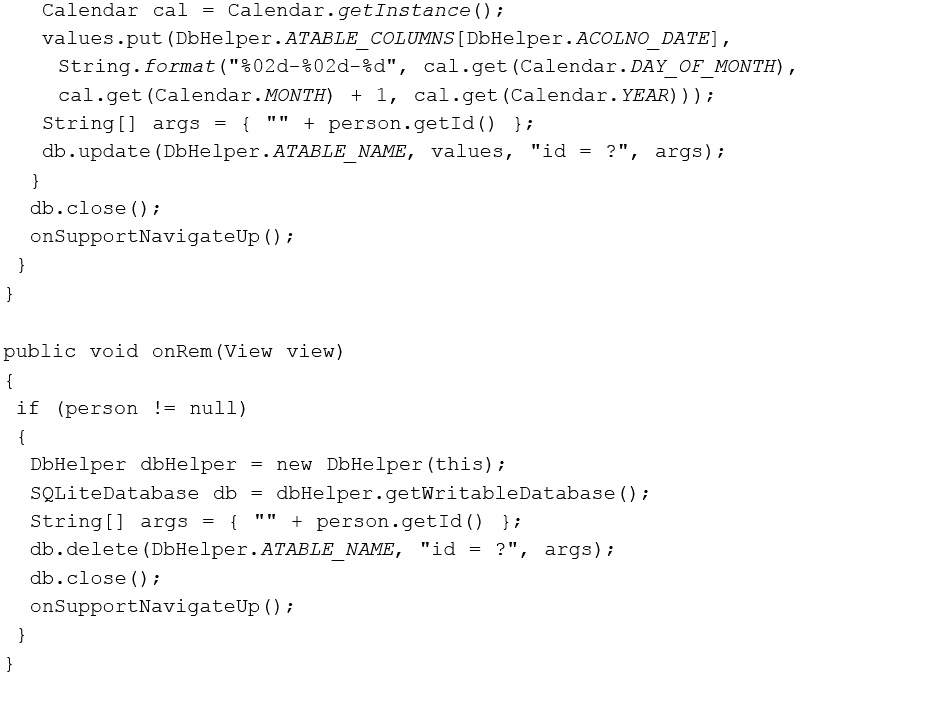 Calendar cal = Calendar.getInstance();
values.put(DbHelper.ATABLE_COLUMNS[DbHelper.ACOLNO_DATE],
String.format("%02d-%02d-%d", cal.get(Calendar.DAY_OF_MONTH),
cal.get(Calendar.MONTH) + 1, cal.get(Calendar.YEAR)));
String[] args = { "" + person.getId() };
db.update(DbHelper.ATABLE_NAME, values, "id = ?", args);
}
db.close();
onSupportNavigateUp();
}
}
public void onRem(View view)
{
if (person != null)
{
DbHelper dbHelper = new DbHelper(this);
SQLiteDatabase db = dbHelper.getWritableDatabase();
String[] args = { "" + person.getId() };
db.delete(DbHelper.ATABLE_NAME, "id = ?", args);
db.close();
onSupportNavigateUp();
}
}